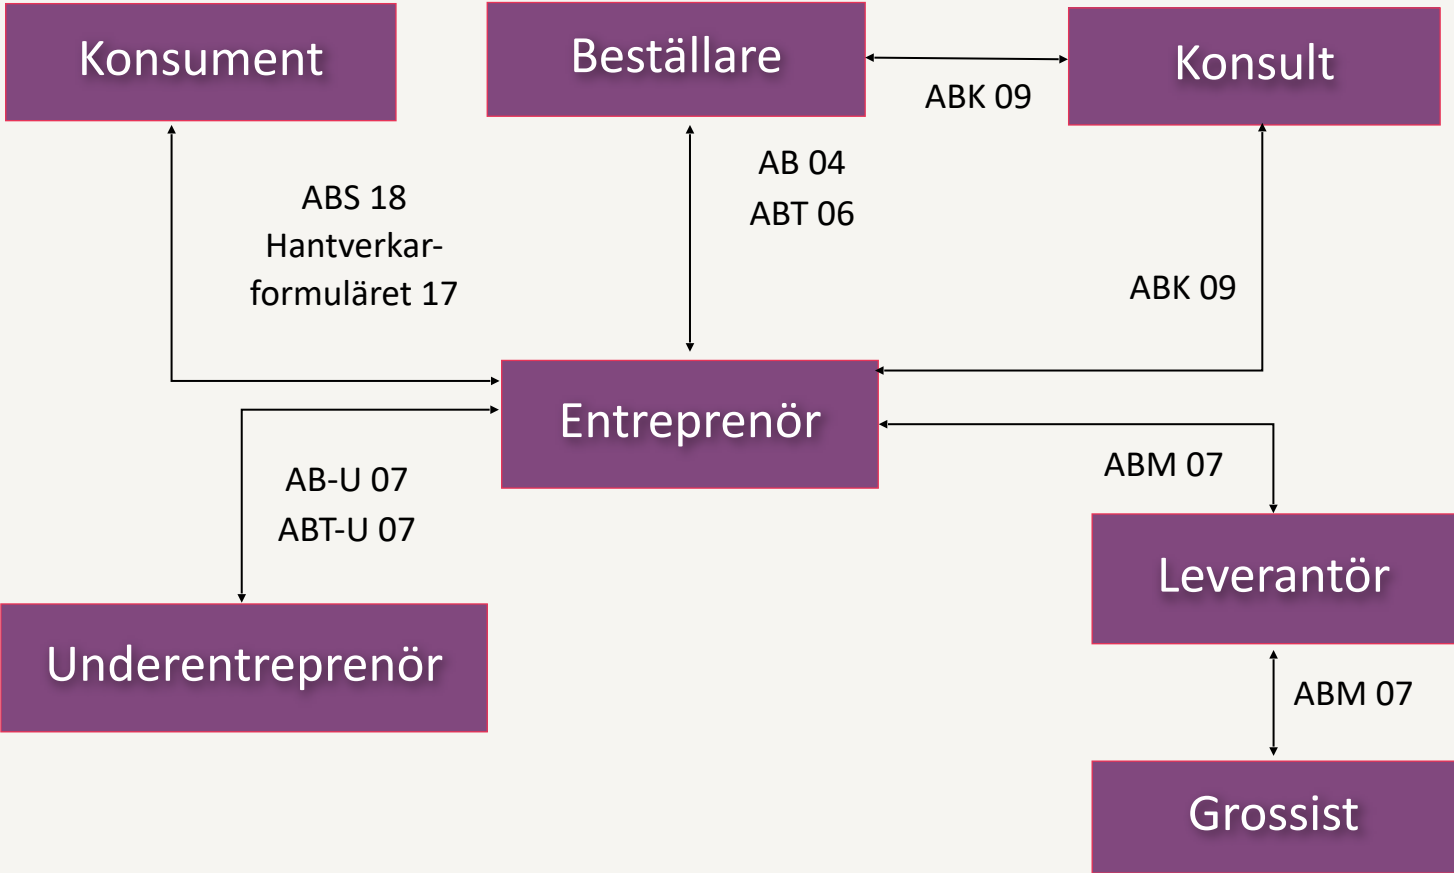 Konsument
Beställare
Konsult
ABK 09
AB 04
ABT 06
ABS 18
Hantverkar-
formuläret 17
ABK 09
Entreprenör
AB-U 07
ABT-U 07
ABM 07
Leverantör
Underentreprenör
ABM 07
Grossist